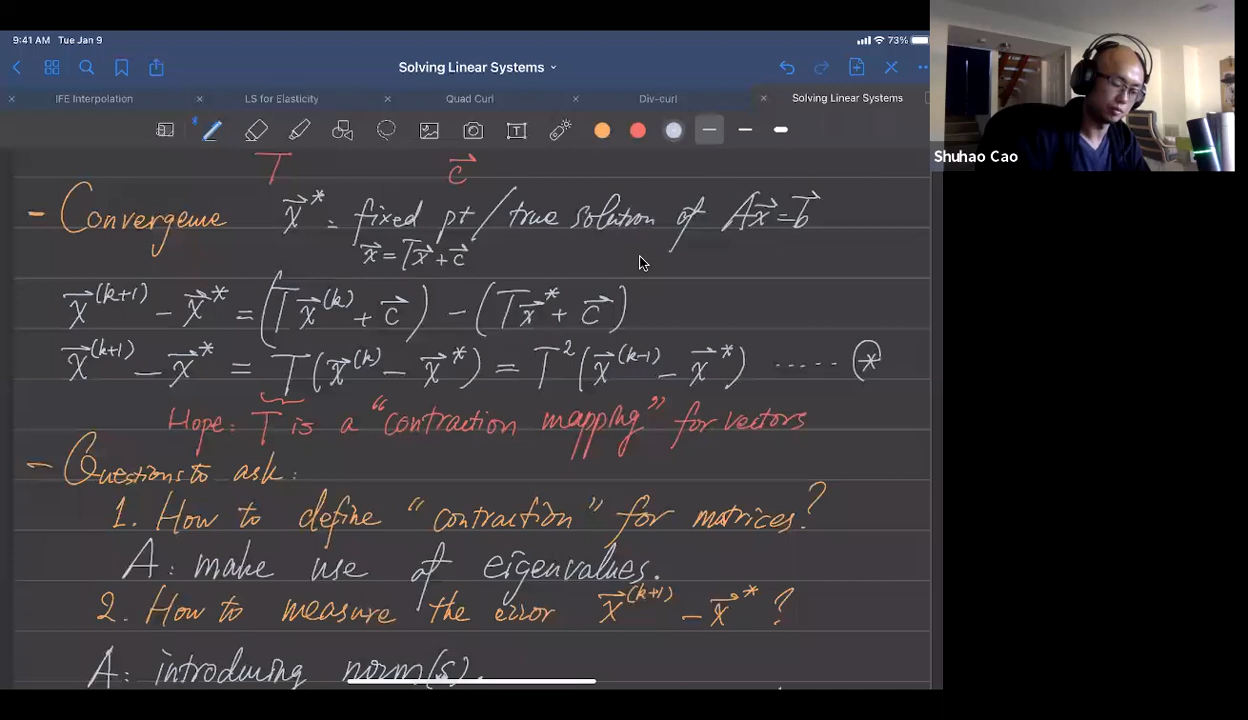 9:41 AM Tue Jan 9
73%
Solving Linear Systems
IFE Interpolation
LS for Elasticity
Quad Curl
Div-curl
Solving Linear Systems
Shuhao Cao
T
c⃗
- Convergence x⃗* = fixed pt / true solution of Ax⃗=b⃗
x⃗ = Tx⃗ + c⃗
x⃗^(k+1) - x⃗* = (Tx⃗^(k) + c⃗) - (Tx⃗* + c⃗)
x⃗^(k+1) - x⃗* = T(x⃗^(k) - x⃗*) = T²(x⃗^(k-1) - x⃗*) ...... ⊛
Hope: T is a "contraction mapping" for vectors
- Questions to ask:
1. How to define "contraction" for matrices?
A: make use of eigenvalues.
2. How to measure the error x⃗^(k+1) - x⃗* ?
A: introducing norm(s).